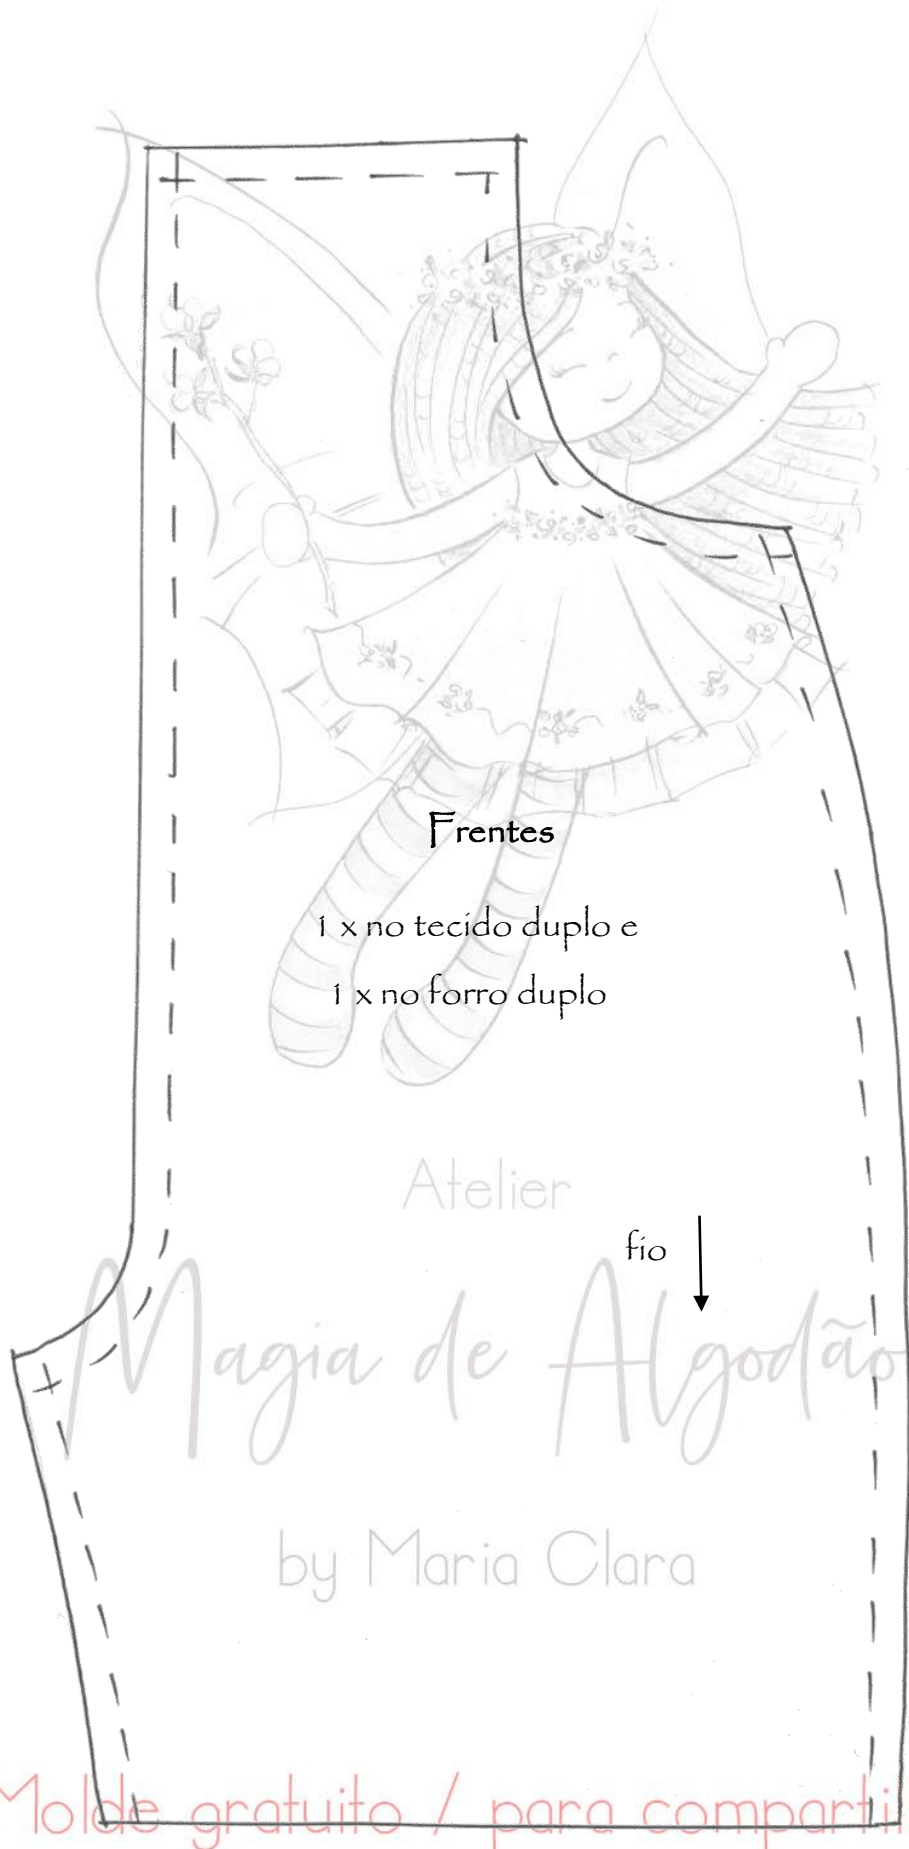 Frentes
1 x no tecido duplo e
1 x no forro duplo
Atelier
fio
Magia de Algodão
by Maria Clara
Molde gratuito / para